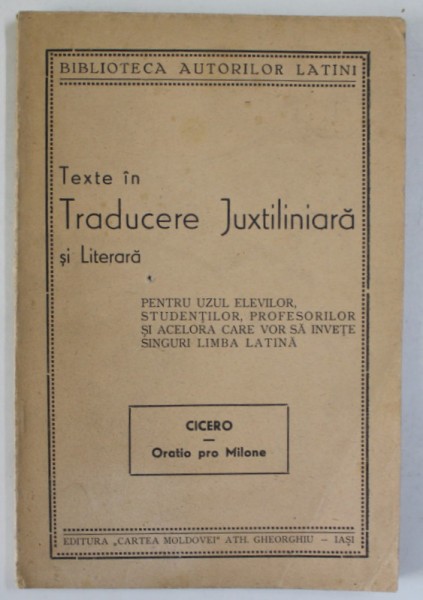 BIBLIOTECA AUTORILOR LATINI
Texte în
Traducere Juxtiliniară
și Literară
PENTRU UZUL ELEVILOR,
STUDENȚILOR, PROFESORILOR
ȘI ACELORA CARE VOR SĂ INVEȚE
SINGURI LIMBA LATINĂ
CICERO
—
Oratio pro Milone
EDITURA „CARTEA MOLDOVEI" ATH. GHEORGHIU — IAȘI